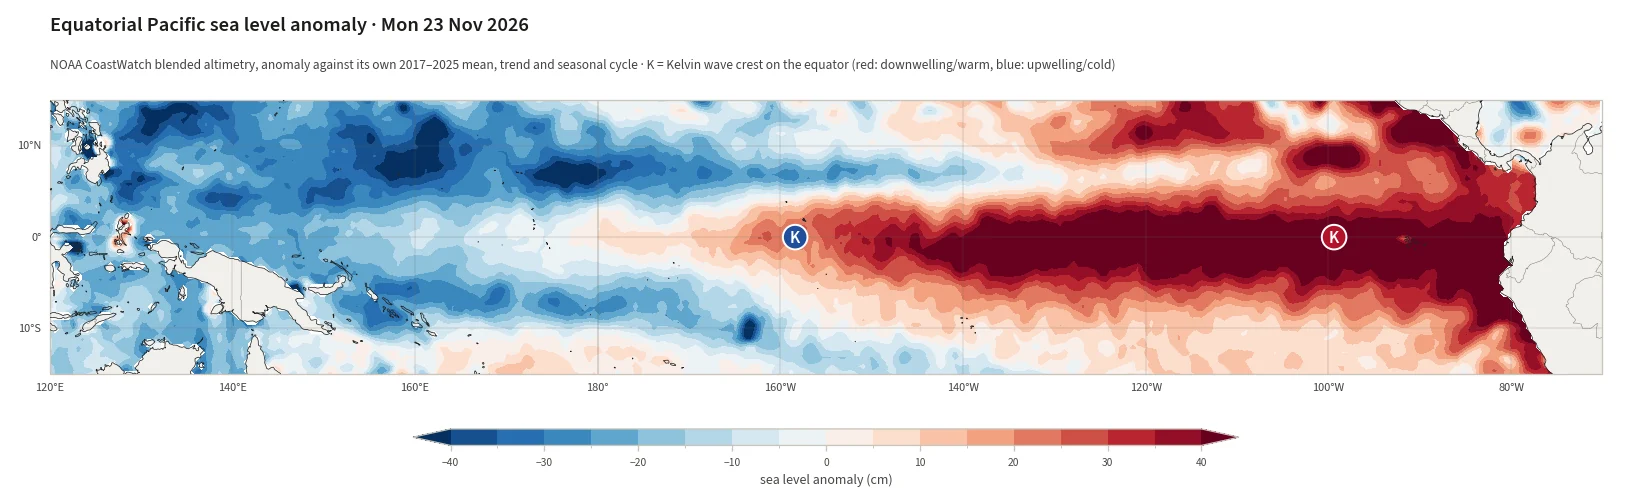 Equatorial Pacific sea level anomaly · Mon 23 Nov 2026
NOAA CoastWatch blended altimetry, anomaly against its own 2017–2025 mean, trend and seasonal cycle · K = Kelvin wave crest on the equator (red: downwelling/warm, blue: upwelling/cold)
10°N
0°
K
K
10°S
120°E 140°E 160°E 180° 160°W 140°W 120°W 100°W 80°W
−40 −30 −20 −10 0 10 20 30 40
sea level anomaly (cm)